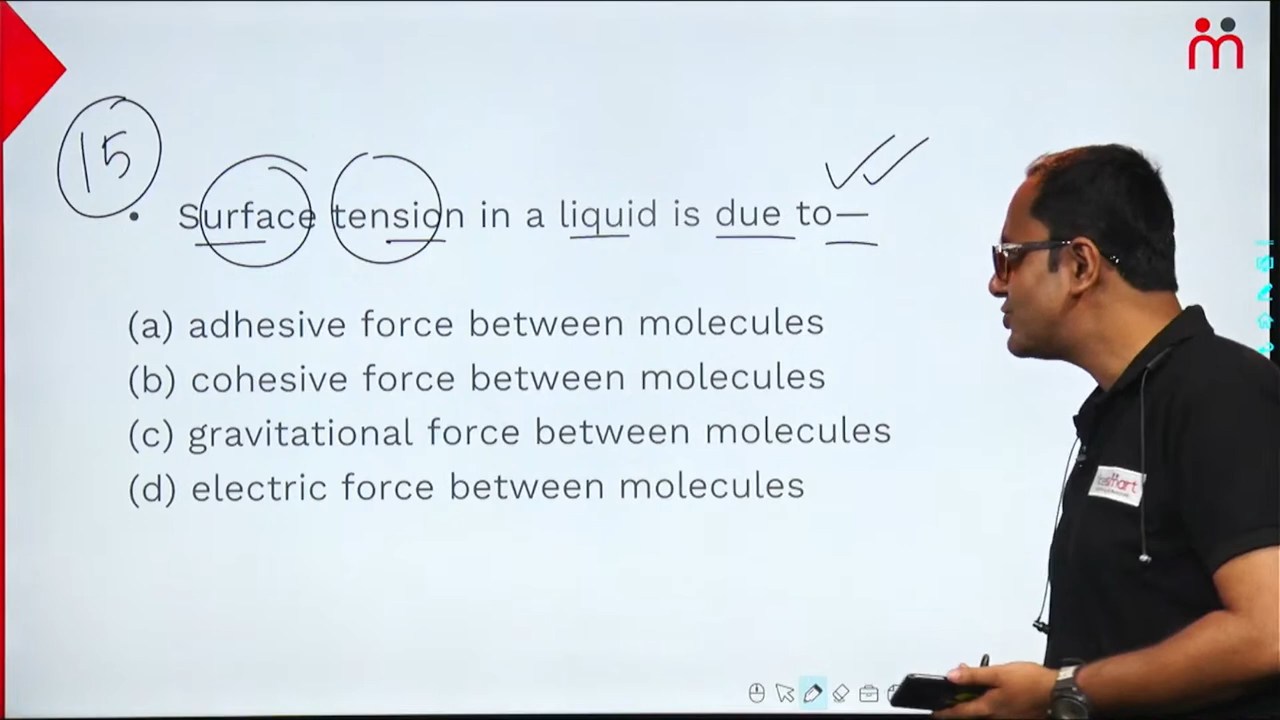 15
• Surface tension in a liquid is due to—
(a) adhesive force between molecules
(b) cohesive force between molecules
(c) gravitational force between molecules
(d) electric force between molecules